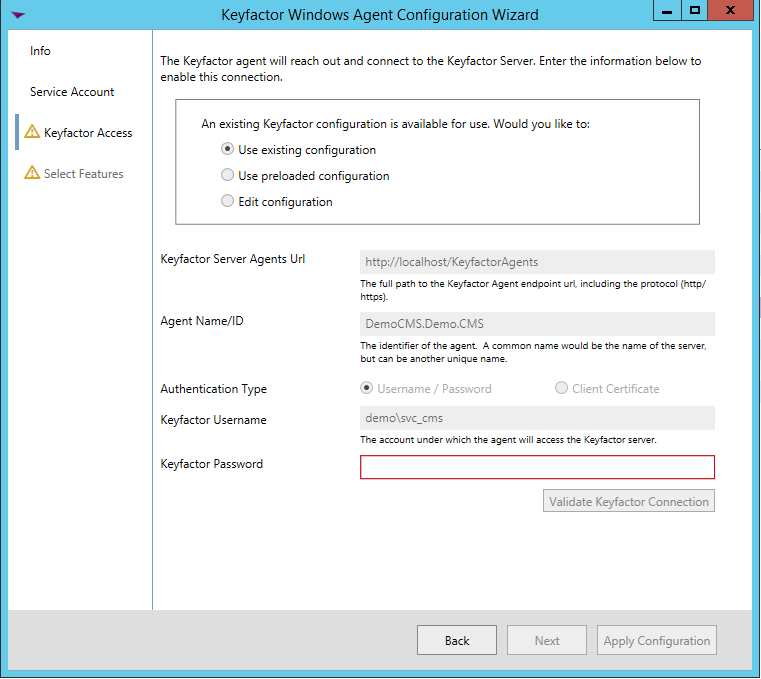 Keyfactor Windows Agent Configuration Wizard
Info
Service Account
Keyfactor Access
Select Features
The Keyfactor agent will reach out and connect to the Keyfactor Server. Enter the information below to
enable this connection.
An existing Keyfactor configuration is available for use. Would you like to:
Use existing configuration
Use preloaded configuration
Edit configuration
Keyfactor Server Agents Url
http://localhost/KeyfactorAgents
The full path to the Keyfactor Agent endpoint url, including the protocol (http/
https).
Agent Name/ID
DemoCMS.Demo.CMS
The identifier of the agent.  A common name would be the name of the server,
but can be another unique name.
Authentication Type
Username / Password
Client Certificate
Keyfactor Username
demo\svc_cms
The account under which the agent will access the Keyfactor server.
Keyfactor Password
Validate Keyfactor Connection
Back
Next
Apply Configuration